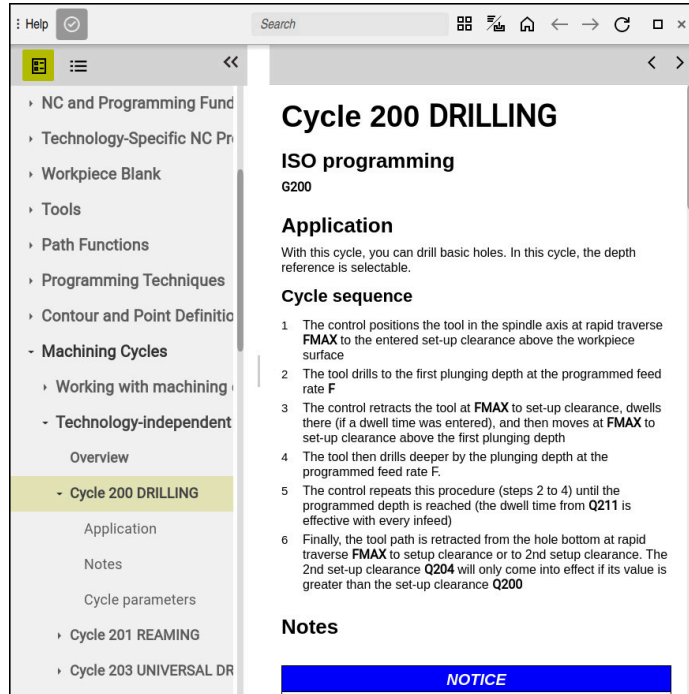 Help
Search
NC and Programming Fund
Technology-Specific NC Pr
Workpiece Blank
Tools
Path Functions
Programming Techniques
Contour and Point Definitio
Machining Cycles
Working with machining
Technology-independent
Overview
Cycle 200 DRILLING
Application
Notes
Cycle parameters
Cycle 201 REAMING
Cycle 203 UNIVERSAL DR
Cycle 200 DRILLING
ISO programming
G200
Application
With this cycle, you can drill basic holes. In this cycle, the depth
reference is selectable.
Cycle sequence
1 The control positions the tool in the spindle axis at rapid traverse
FMAX to the entered set-up clearance above the workpiece
surface
2 The tool drills to the first plunging depth at the programmed feed
rate F
3 The control retracts the tool at FMAX to set-up clearance, dwells
there (if a dwell time was entered), and then moves at FMAX to
set-up clearance above the first plunging depth
4 The tool then drills deeper by the plunging depth at the
programmed feed rate F.
5 The control repeats this procedure (steps 2 to 4) until the
programmed depth is reached (the dwell time from Q211 is
effective with every infeed)
6 Finally, the tool path is retracted from the hole bottom at rapid
traverse FMAX to setup clearance or to 2nd setup clearance. The
2nd set-up clearance Q204 will only come into effect if its value is
greater than the set-up clearance Q200
Notes
NOTICE